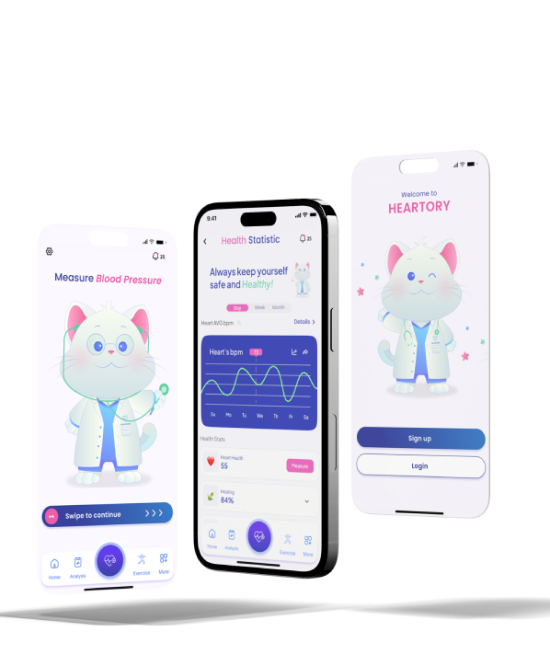 25
Measure Blood Pressure
Swipe to continue
Home
Analysis
Exercise
More
9:41
Health Statistic
25
Always keep yourself
safe and Healthy!
Day
Week
Month
Heart AVG bpm
Details
Heart's bpm
Su
Mo
Tu
We
Th
Fri
Sa
Health Stats
Heart Health
55
Measure
Healing
84%
Home
Analysis
Exercise
More
Welcome to
HEARTORY
Sign up
Login